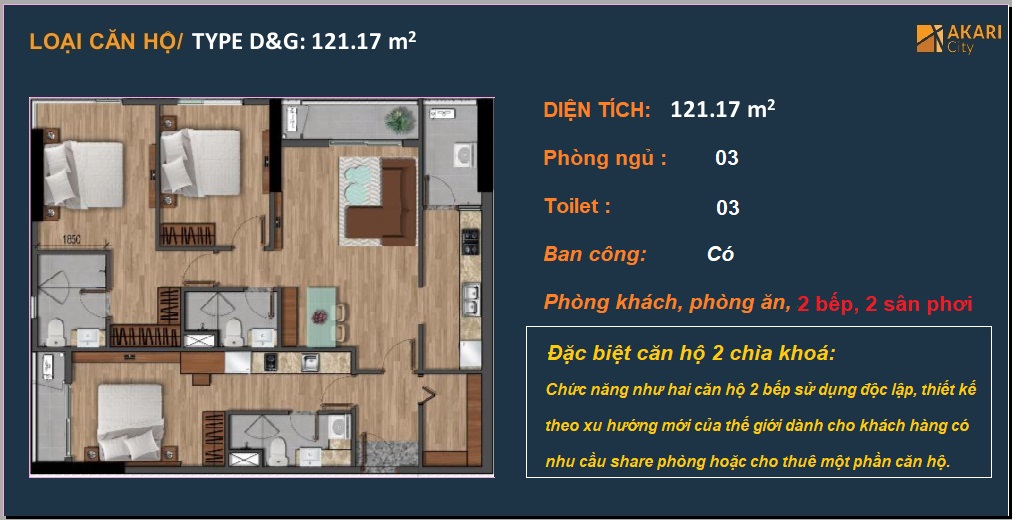 LOẠI CĂN HỘ/ TYPE D&G: 121.17 m²
AKARI
City
DIỆN TÍCH: 121.17 m²
Phòng ngủ : 03
Toilet : 03
Ban công: Có
Phòng khách, phòng ăn, 2 bếp, 2 sân phơi
Đặc biệt căn hộ 2 chìa khoá:
Chức năng như hai căn hộ 2 bếp sử dụng độc lập, thiết kế
theo xu hướng mới của thế giới dành cho khách hàng có
nhu cầu share phòng hoặc cho thuê một phần căn hộ.
1850